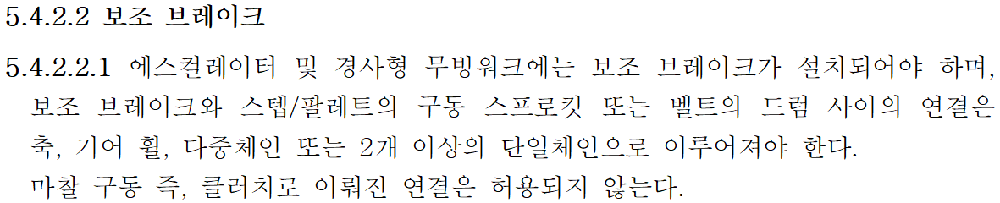 5.4.2.2 보조 브레이크
5.4.2.2.1 에스컬레이터 및 경사형 무빙워크에는 보조 브레이크가 설치되어야 하며,
보조 브레이크와 스텝/팔레트의 구동 스프로킷 또는 벨트의 드럼 사이의 연결은
축, 기어 휠, 다중체인 또는 2개 이상의 단일체인으로 이루어져야 한다.
마찰 구동 즉, 클러치로 이뤄진 연결은 허용되지 않는다.